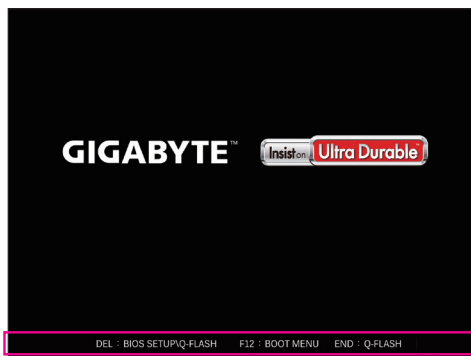 GIGABYTE™ Insist on Ultra Durable™
DEL : BIOS SETUP\Q-FLASH F12 : BOOT MENU END : Q-FLASH